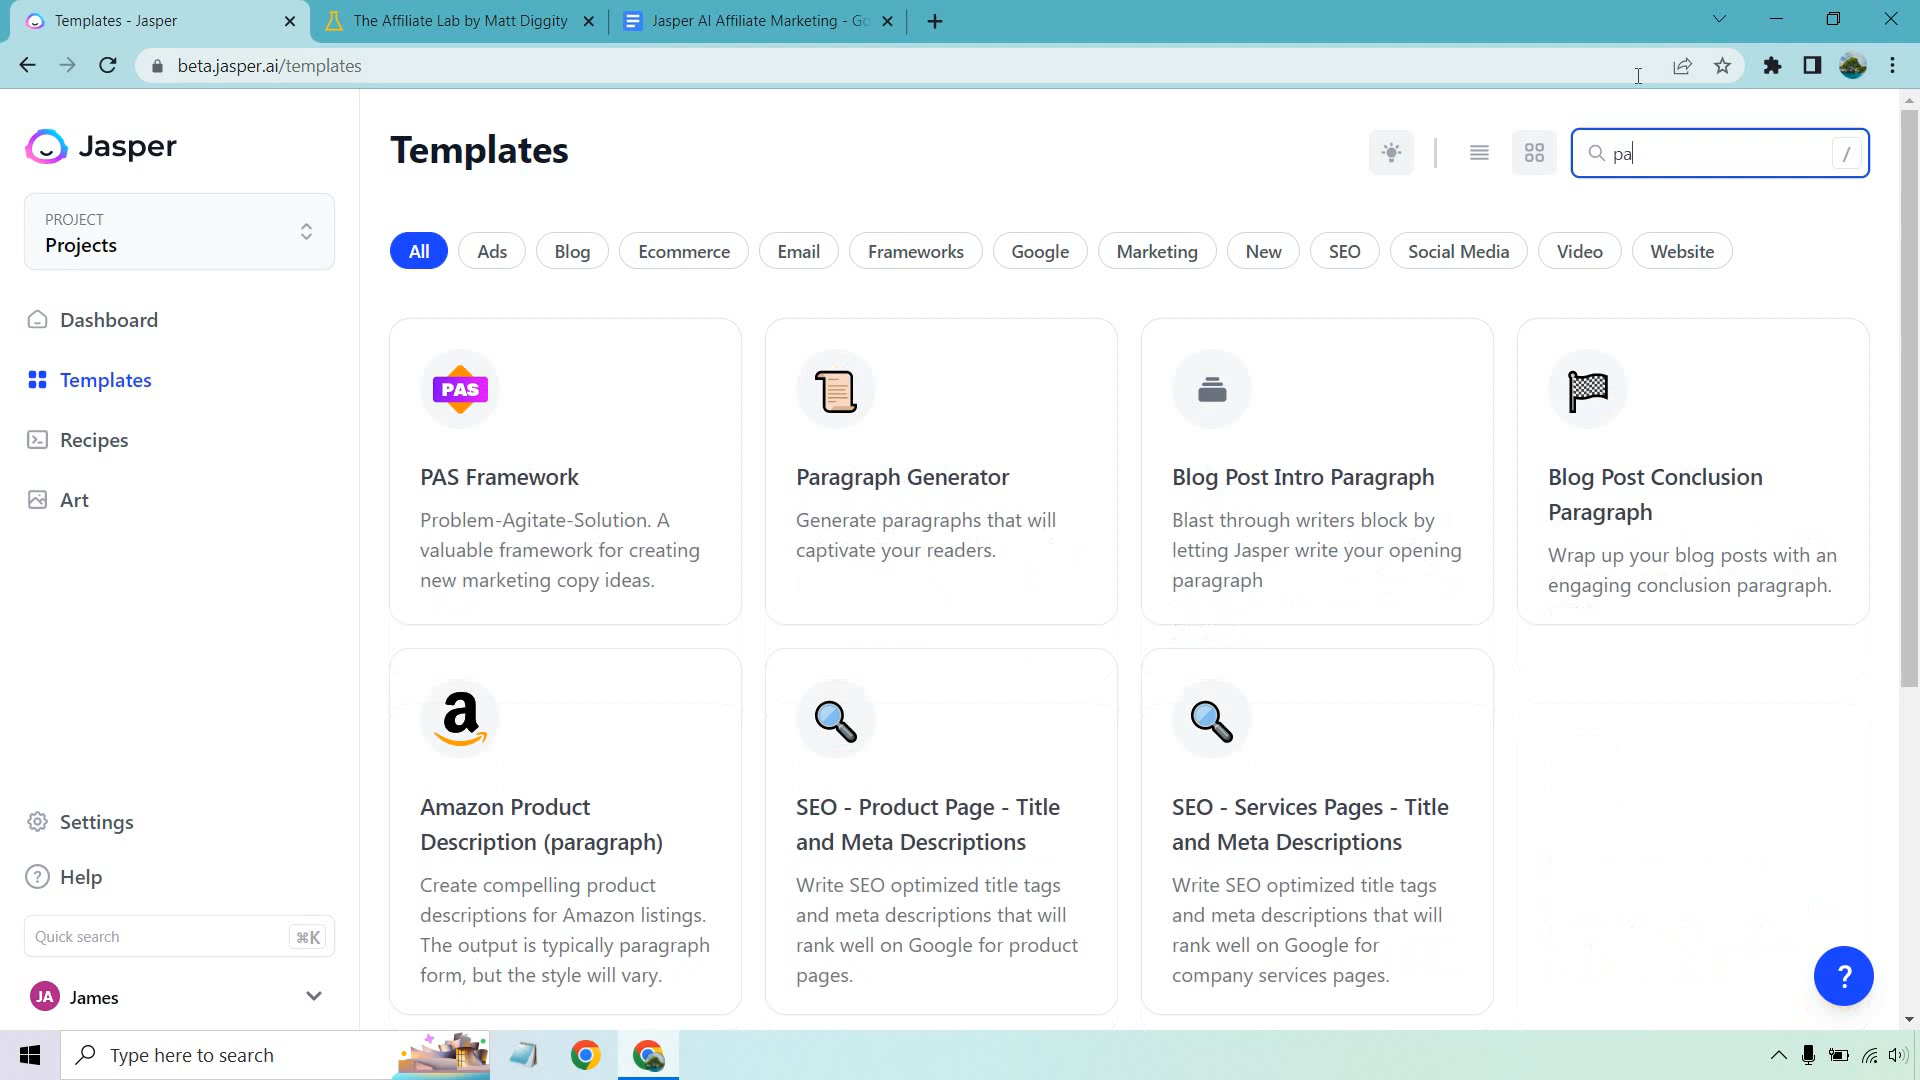 Templates - Jasper
The Affiliate Lab by Matt Diggity
Jasper AI Affiliate Marketing - Go
beta.jasper.ai/templates
Jasper
PROJECT
Projects
Dashboard
Templates
Recipes
Art
Settings
Help
Quick search
⌘K
JA
James
Templates
pa
/
All
Ads
Blog
Ecommerce
Email
Frameworks
Google
Marketing
New
SEO
Social Media
Video
Website
PAS
PAS Framework
Problem-Agitate-Solution. A
valuable framework for creating
new marketing copy ideas.
Paragraph Generator
Generate paragraphs that will
captivate your readers.
Blog Post Intro Paragraph
Blast through writers block by
letting Jasper write your opening
paragraph
Blog Post Conclusion
Paragraph
Wrap up your blog posts with an
engaging conclusion paragraph.
a
Amazon Product
Description (paragraph)
Create compelling product
descriptions for Amazon listings.
The output is typically paragraph
form, but the style will vary.
SEO - Product Page - Title
and Meta Descriptions
Write SEO optimized title tags
and meta descriptions that will
rank well on Google for product
pages.
SEO - Services Pages - Title
and Meta Descriptions
Write SEO optimized title tags
and meta descriptions that will
rank well on Google for
company services pages.
?
Type here to search